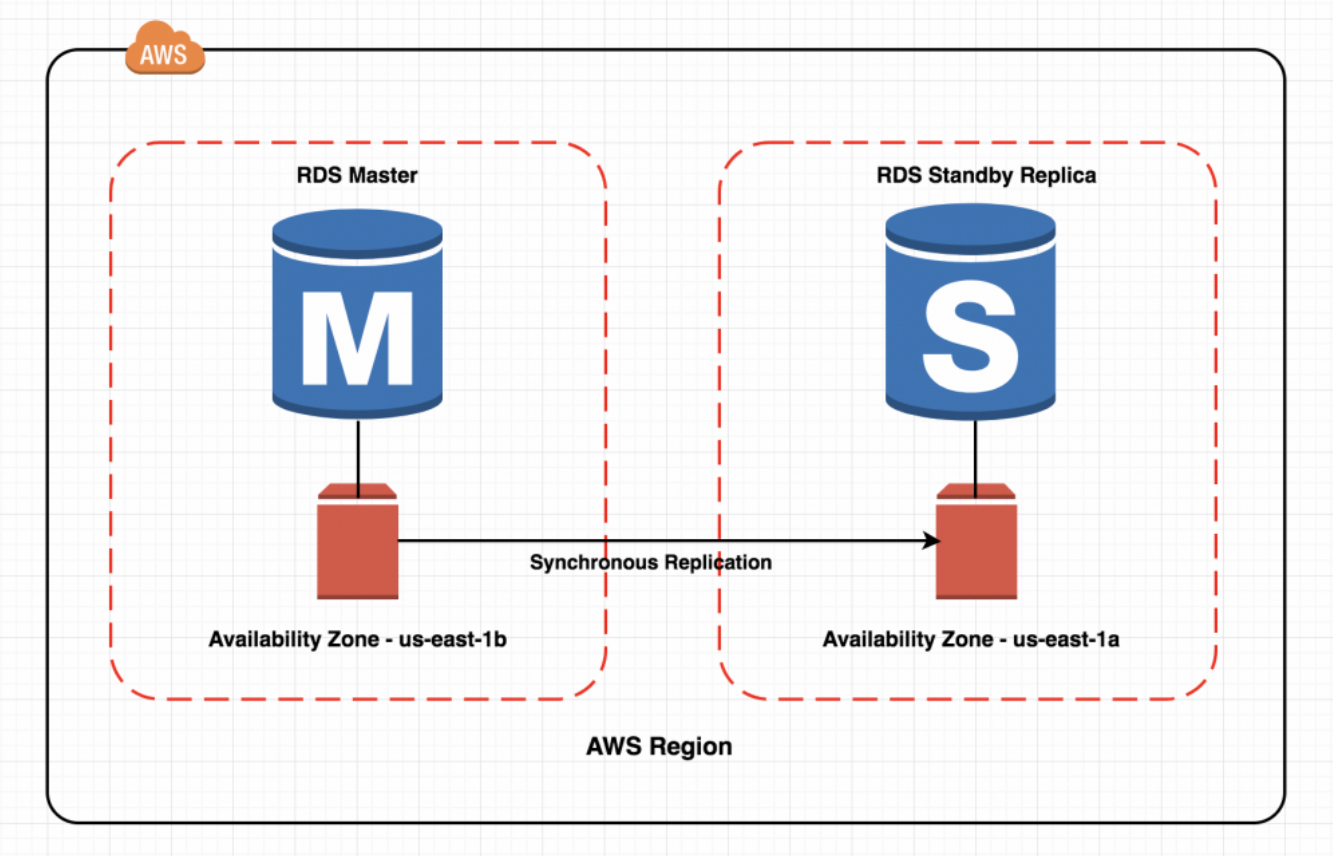 AWS
RDS Master
RDS Standby Replica
M
S
Synchronous Replication
Availability Zone - us-east-1b
Availability Zone - us-east-1a
AWS Region